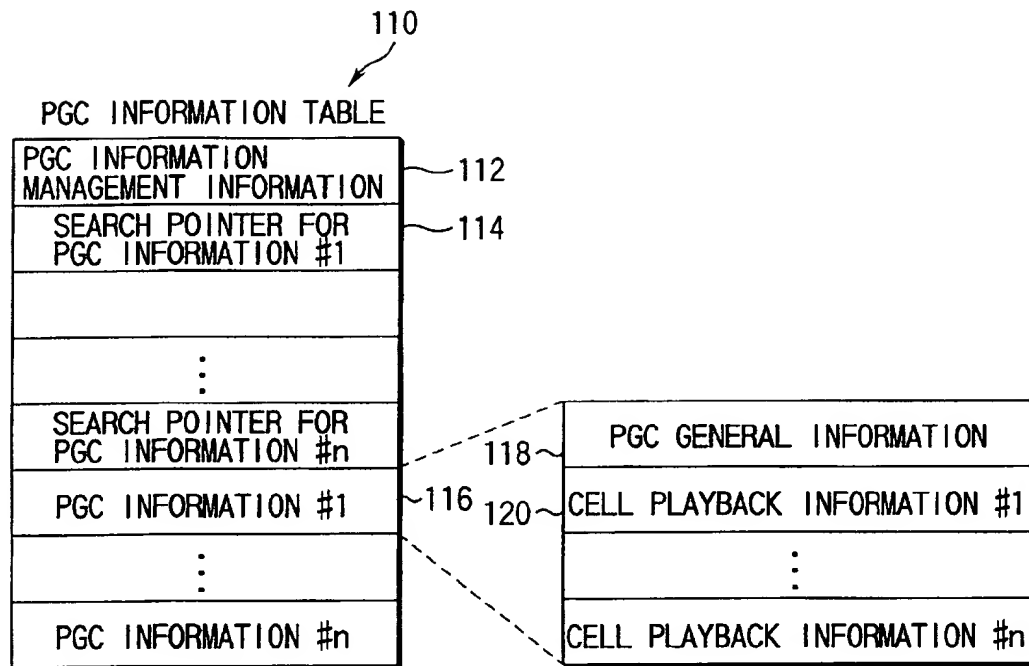 110
PGC INFORMATION TABLE
PGC INFORMATION
MANAGEMENT INFORMATION
112
SEARCH POINTER FOR
PGC INFORMATION #1
114
⋮
SEARCH POINTER FOR
PGC INFORMATION #n
PGC INFORMATION #1
116
⋮
PGC INFORMATION #n
118
PGC GENERAL INFORMATION
120
CELL PLAYBACK INFORMATION #1
⋮
CELL PLAYBACK INFORMATION #n